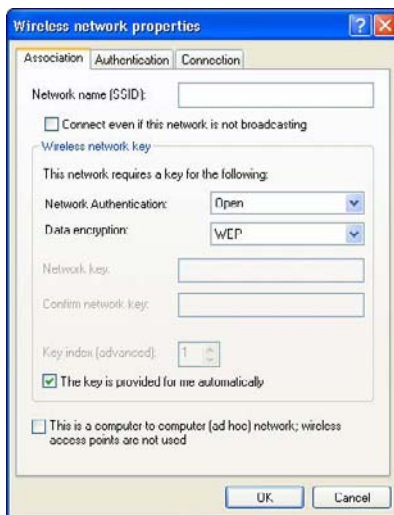 Wireless network properties
Association
Authentication
Connection
Network name (SSID):
Connect even if this network is not broadcasting
Wireless network key
This network requires a key for the following:
Network Authentication:
Open
Data encryption:
WEP
Network key:
Confirm network key:
Key index (advanced):
1
The key is provided for me automatically
This is a computer to computer (ad hoc) network; wireless
access points are not used
OK
Cancel